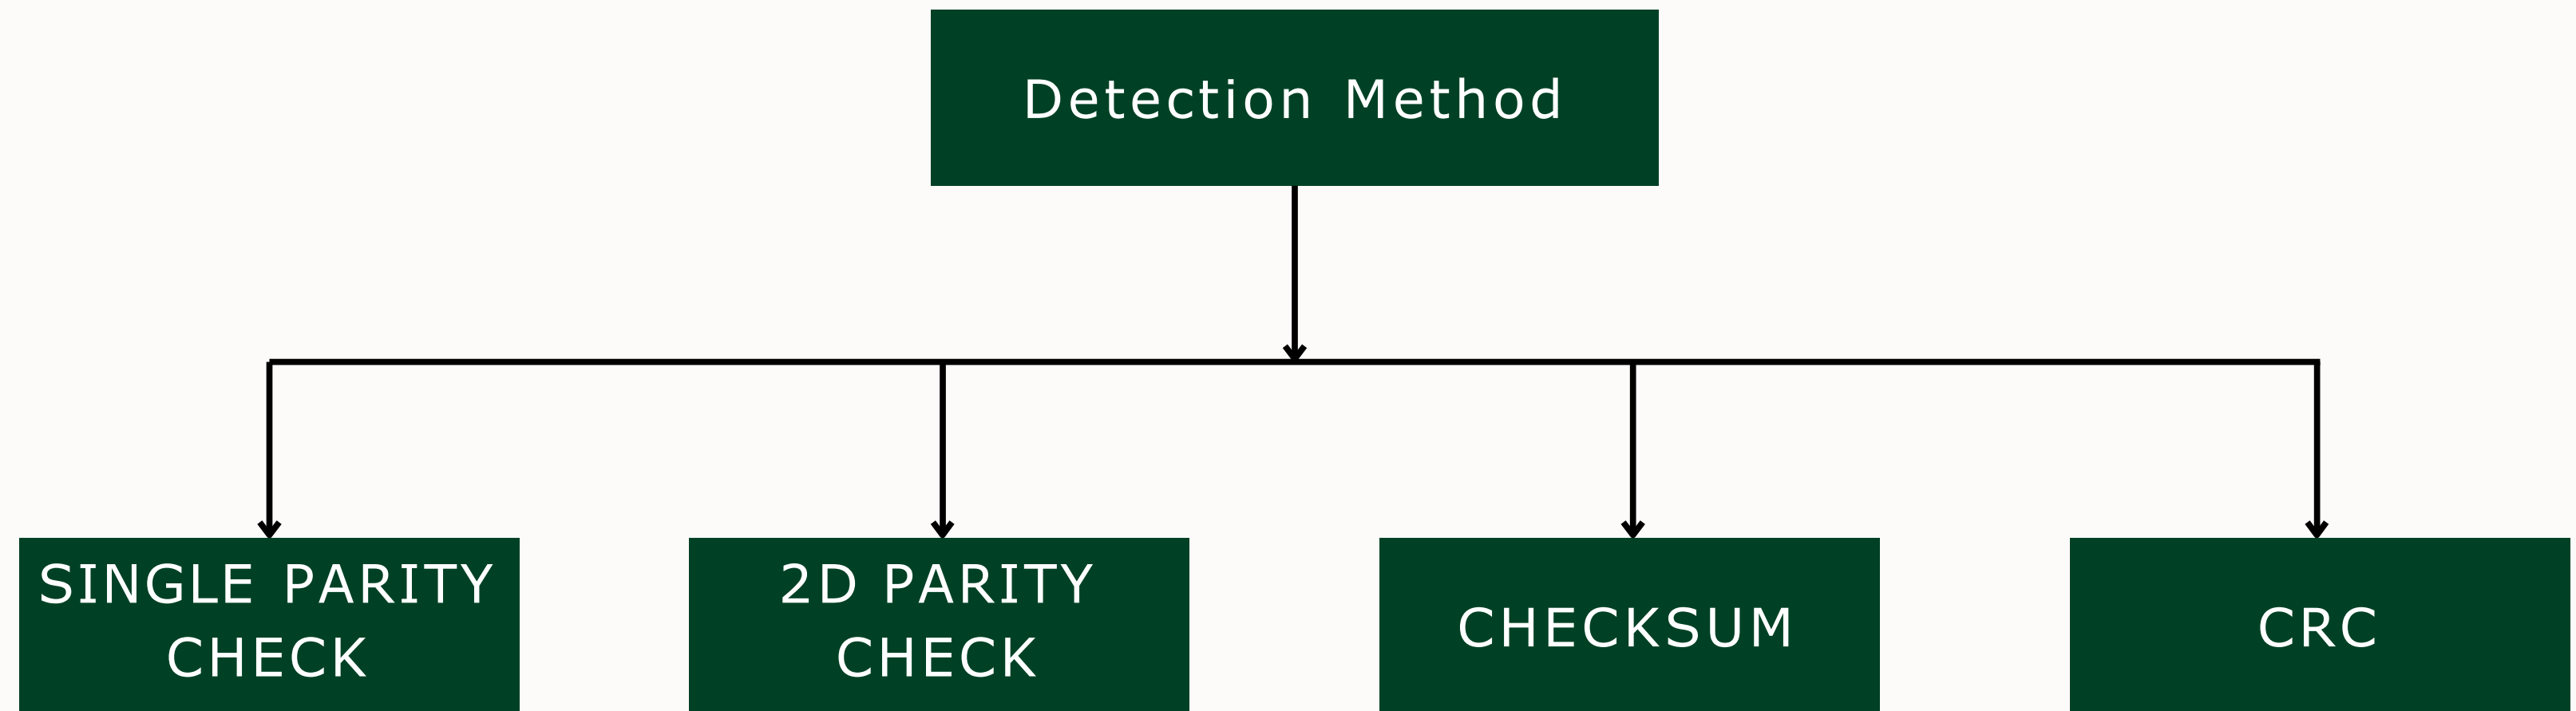 Detection Method
SINGLE PARITY
CHECK
2D PARITY
CHECK
CHECKSUM
CRC